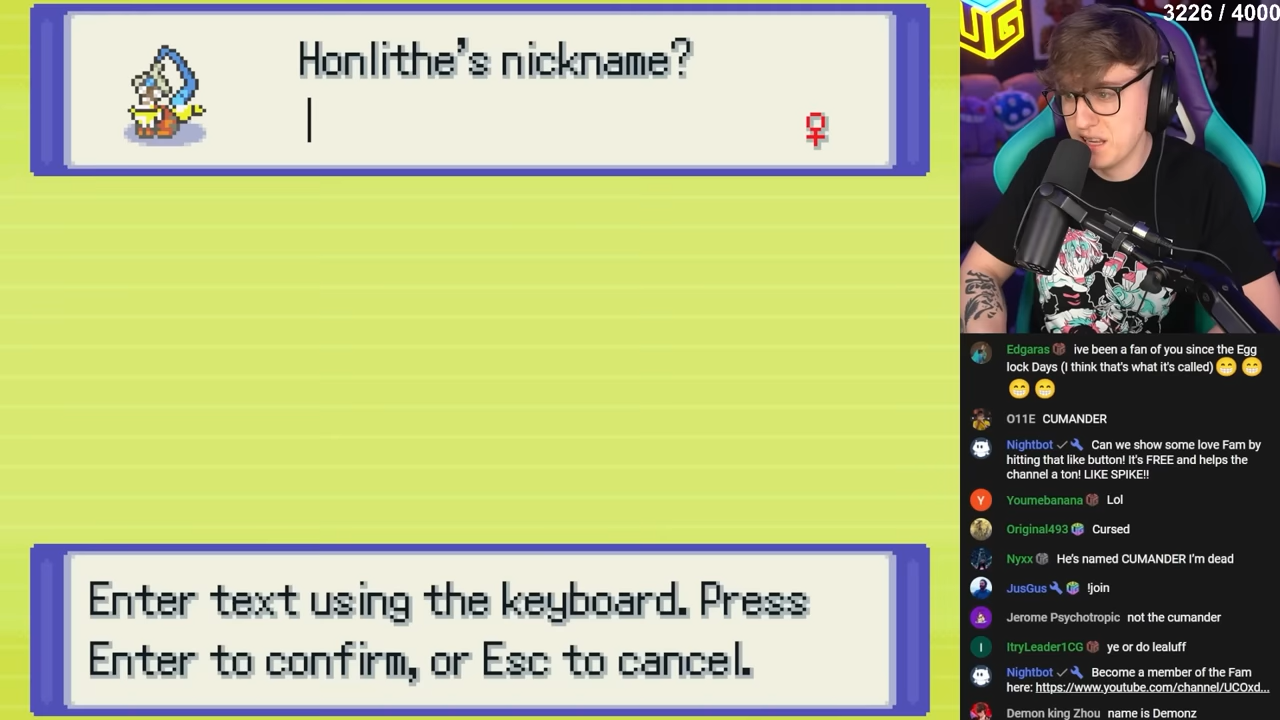 Honlithe's nickname?
Enter text using the keyboard. Press
Enter to confirm, or Esc to cancel.
UG
3226 / 4000
Edgaras ive been a fan of you since the Egg
lock Days (I think that's what it's called)
O11E CUMANDER
Nightbot Can we show some love Fam by
hitting that like button! It's FREE and helps the
channel a ton! LIKE SPIKE!!
Y
Youmebanana Lol
Original493 Cursed
Nyxx He's named CUMANDER I'm dead
JusGus !join
Jerome Psychotropic not the cumander
I
ItryLeader1CG ye or do lealuff
Nightbot Become a member of the Fam
here: https://www.youtube.com/channel/UCOxd...
Demon king Zhou name is Demonz